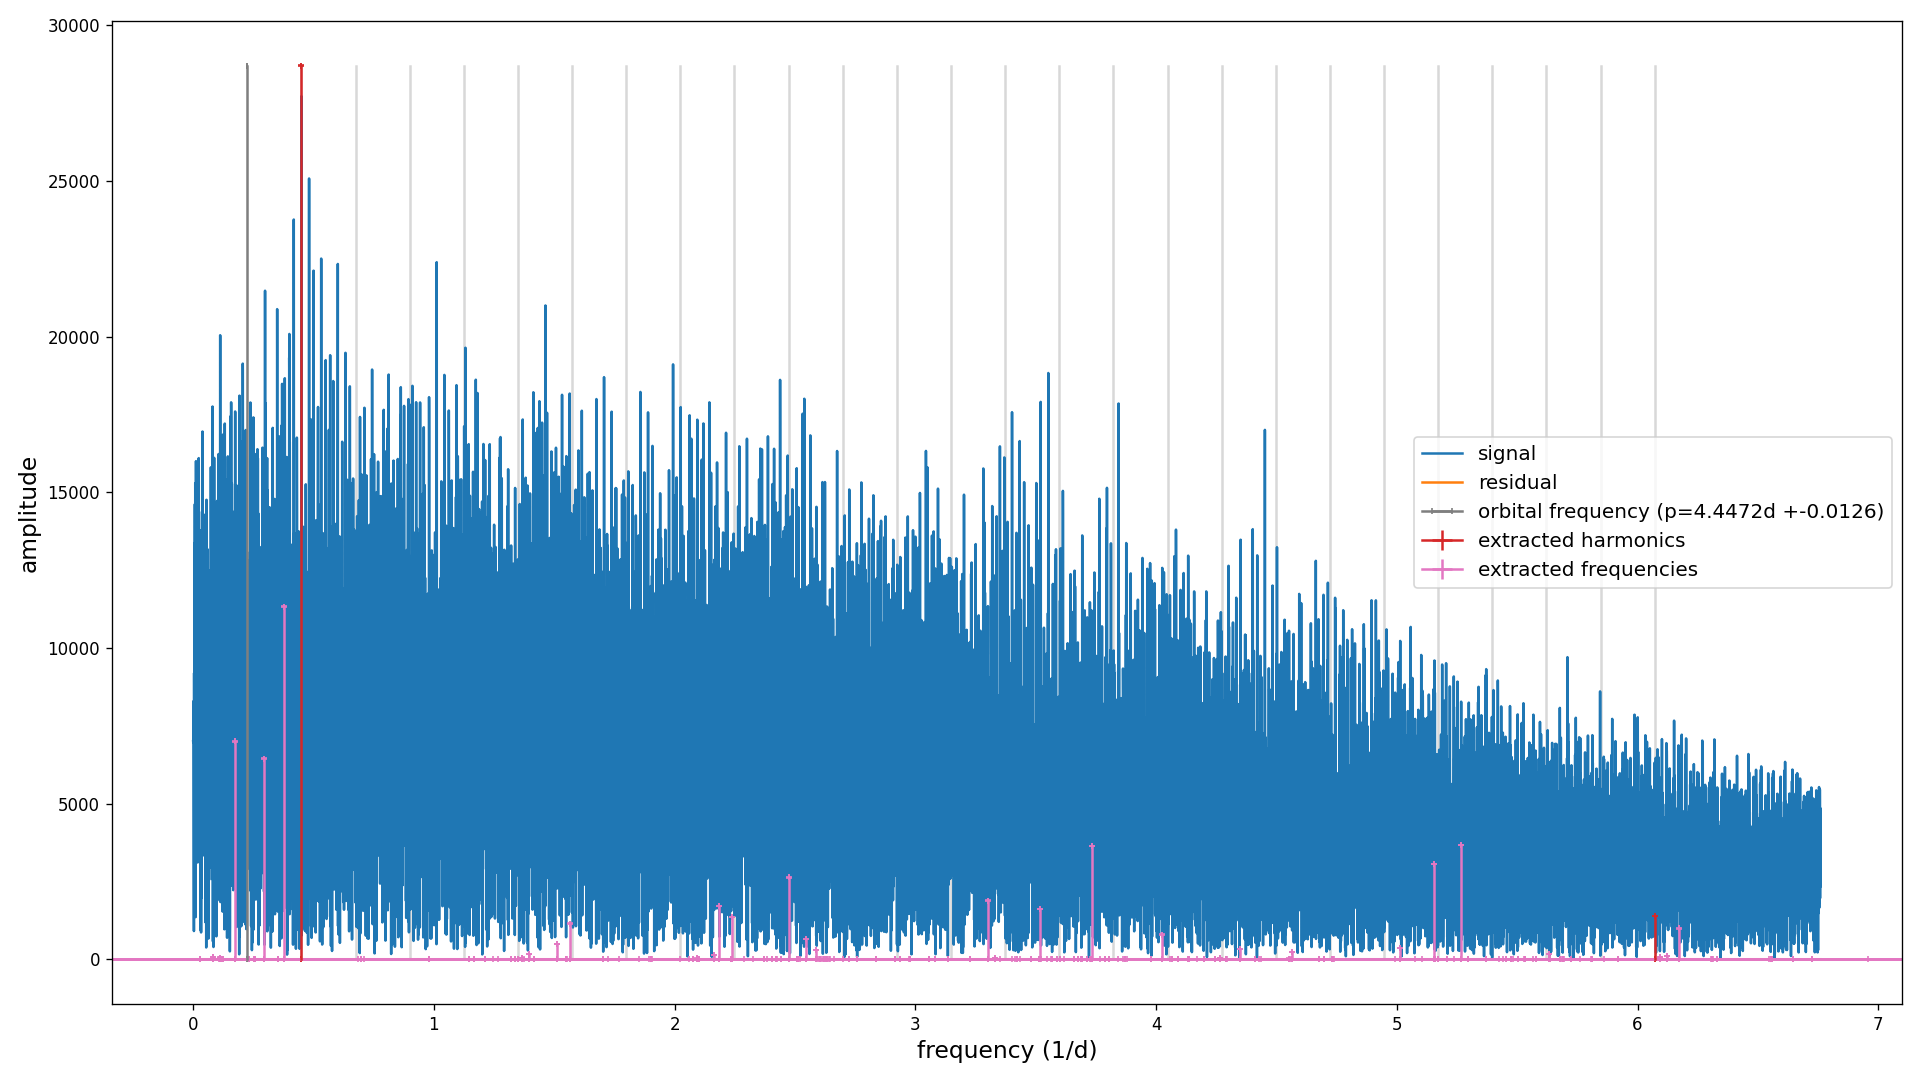 30000
25000
20000
15000
10000
5000
0
amplitude
signal
residual
orbital frequency (p=4.4472d +-0.0126)
extracted harmonics
extracted frequencies
0 1 2 3 4 5 6 7
frequency (1/d)